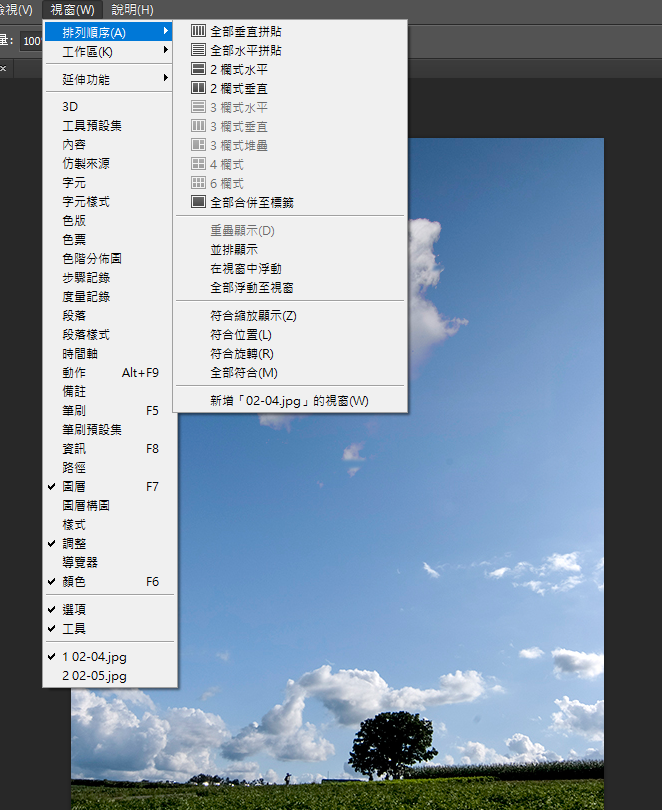 檢視(V) 視窗(W) 說明(H)
量: 100
排列順序(A)
工作區(K)
延伸功能
3D
工具預設集
內容
仿製來源
字元
字元樣式
色版
色票
色階分佈圖
步驟記錄
度量記錄
段落
段落樣式
時間軸
動作 Alt+F9
備註
筆刷 F5
筆刷預設集
資訊 F8
路徑
圖層 F7
圖層構圖
樣式
調整
導覽器
顏色 F6
選項
工具
1 02-04.jpg
2 02-05.jpg
全部垂直拼貼
全部水平拼貼
2 欄式水平
2 欄式垂直
3 欄式水平
3 欄式垂直
3 欄式堆疊
4 欄式
6 欄式
全部合併至標籤
重疊顯示(D)
並排顯示
在視窗中浮動
全部浮動至視窗
符合縮放顯示(Z)
符合位置(L)
符合旋轉(R)
全部符合(M)
新增「02-04.jpg」的視窗(W)